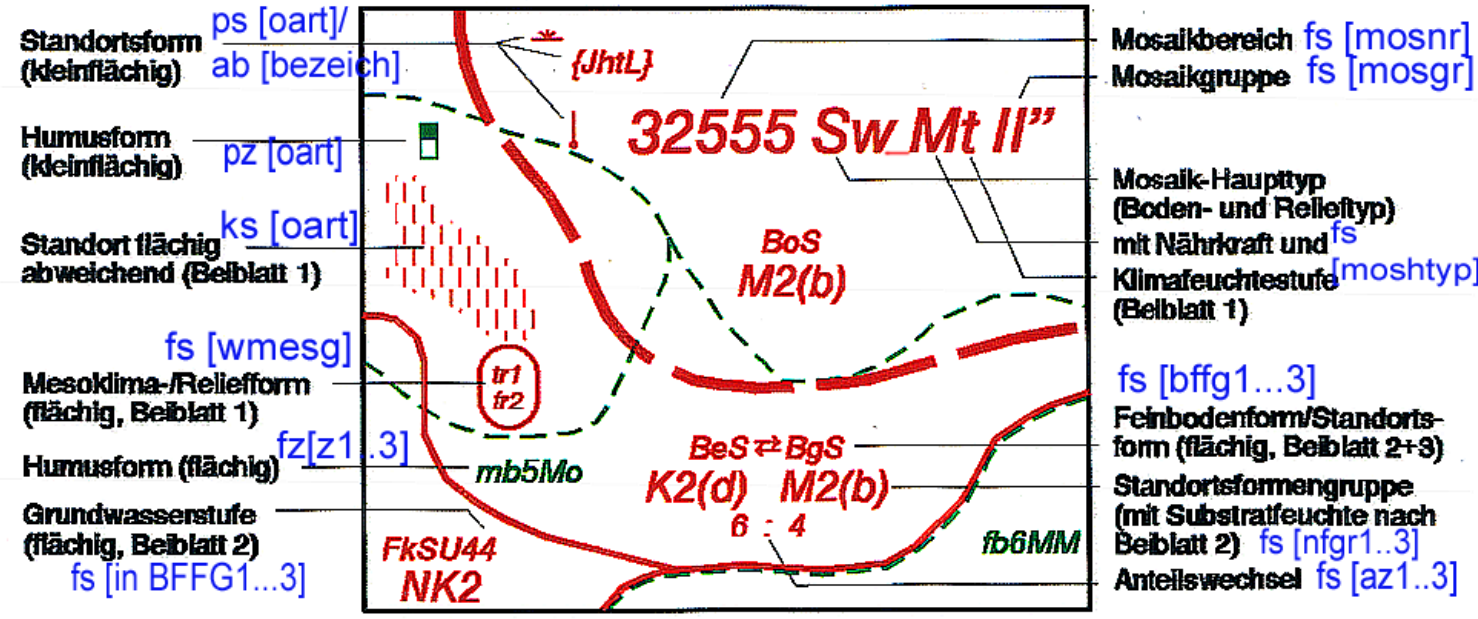 Standortsform ps [oart]/
(kleinflächig) ab [bezeich]
Humusform
(kleinflächig) pz [oart]
Standort flächig ks [oart]
abweichend (Beiblatt 1)
fs [wmesg]
Mesoklima-/Reliefform
(flächig, Beiblatt 1)
Humusform (flächig) fz[z1..3]
Grundwasserstufe
(flächig, Beiblatt 2)
fs [in BFFG1...3]
{JhtL}
32555 Sw_Mt II”
BoS
M2(b)
tr1
fr2
mb5Mo
BeS ⇄ BgS
K2(d) M2(b)
6 : 4
fb6MM
FkSU44
NK2
Mosaikbereich fs [mosnr]
Mosaikgruppe fs [mosgr]
Mosaik-Haupttyp
(Boden- und Relieftyp)
mit Nährkraft und fs
Klimafeuchtestufe [moshtyp]
(Beiblatt 1)
fs [bffg1...3]
Feinbodenform/Standorts-
form (flächig, Beiblatt 2+3)
Standortsformengruppe
(mit Substratfeuchte nach
Beiblatt 2) fs [nfgr1..3]
Anteilswechsel fs [az1..3]